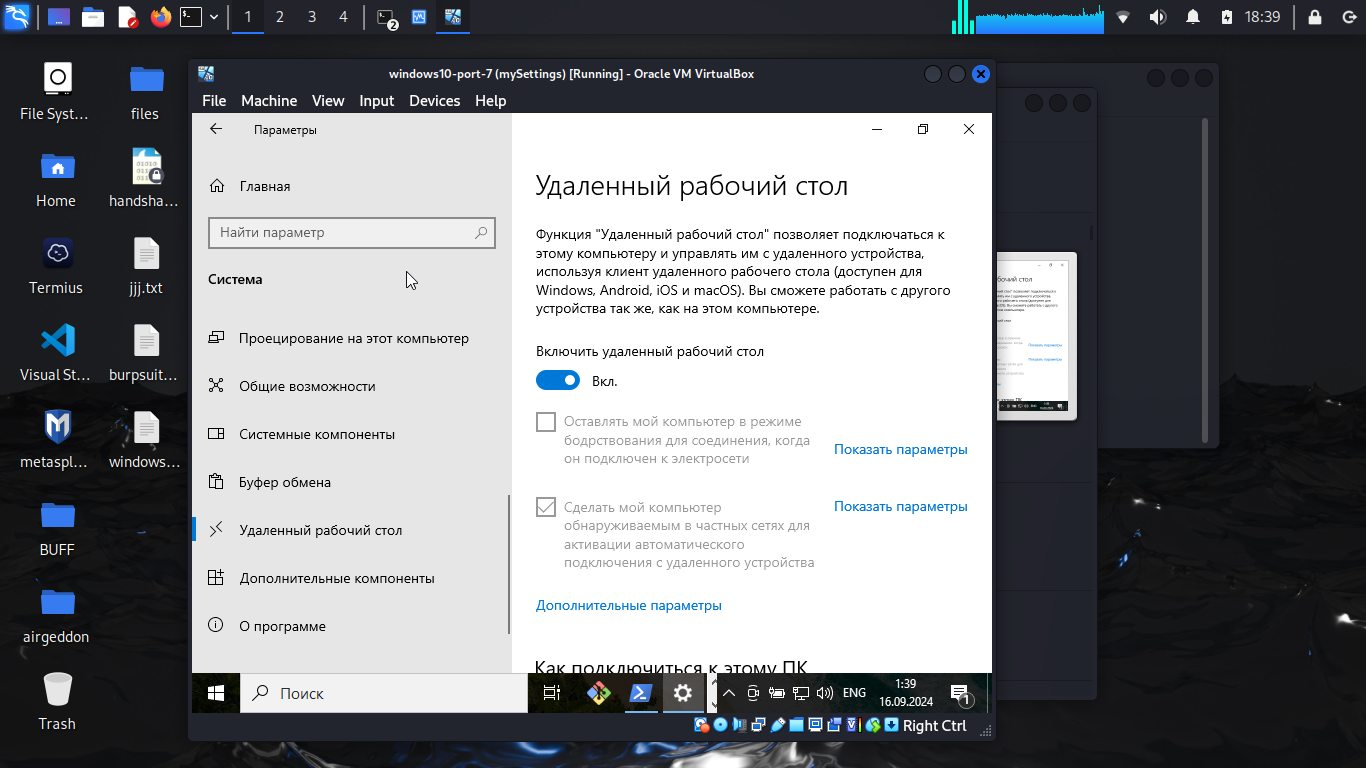 1
2
3
4
2
18:39
File Syst...
files
Home
handsha...
Termius
jjj.txt
Visual St...
burpsuit...
metaspl...
windows...
BUFF
airgeddon
Trash
windows10-port-7 (mySettings) [Running] - Oracle VM VirtualBox
File Machine View Input Devices Help
Параметры
Главная
Найти параметр
Система
Проецирование на этот компьютер
Общие возможности
Системные компоненты
Буфер обмена
Удаленный рабочий стол
Дополнительные компоненты
О программе
Удаленный рабочий стол
Функция "Удаленный рабочий стол" позволяет подключаться к
этому компьютеру и управлять им с удаленного устройства,
используя клиент удаленного рабочего стола (доступен для
Windows, Android, iOS и macOS). Вы сможете работать с другого
устройства так же, как на этом компьютере.
Включить удаленный рабочий стол
Вкл.
Оставлять мой компьютер в режиме
бодрствования для соединения, когда
он подключен к электросети
Показать параметры
Сделать мой компьютер
обнаруживаемым в частных сетях для
активации автоматического
подключения с удаленного устройства
Показать параметры
Дополнительные параметры
Как подключиться к этому ПК
Поиск
ENG
1:39
16.09.2024
1
Right Ctrl